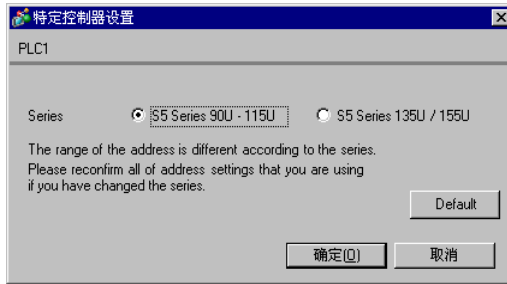 特定控制器设置
PLC1
Series S5 Series 90U - 115U S5 Series 135U / 155U
The range of the address is different according to the series.
Please reconfirm all of address settings that you are using
if you have changed the series.
Default
确定(O) 取消